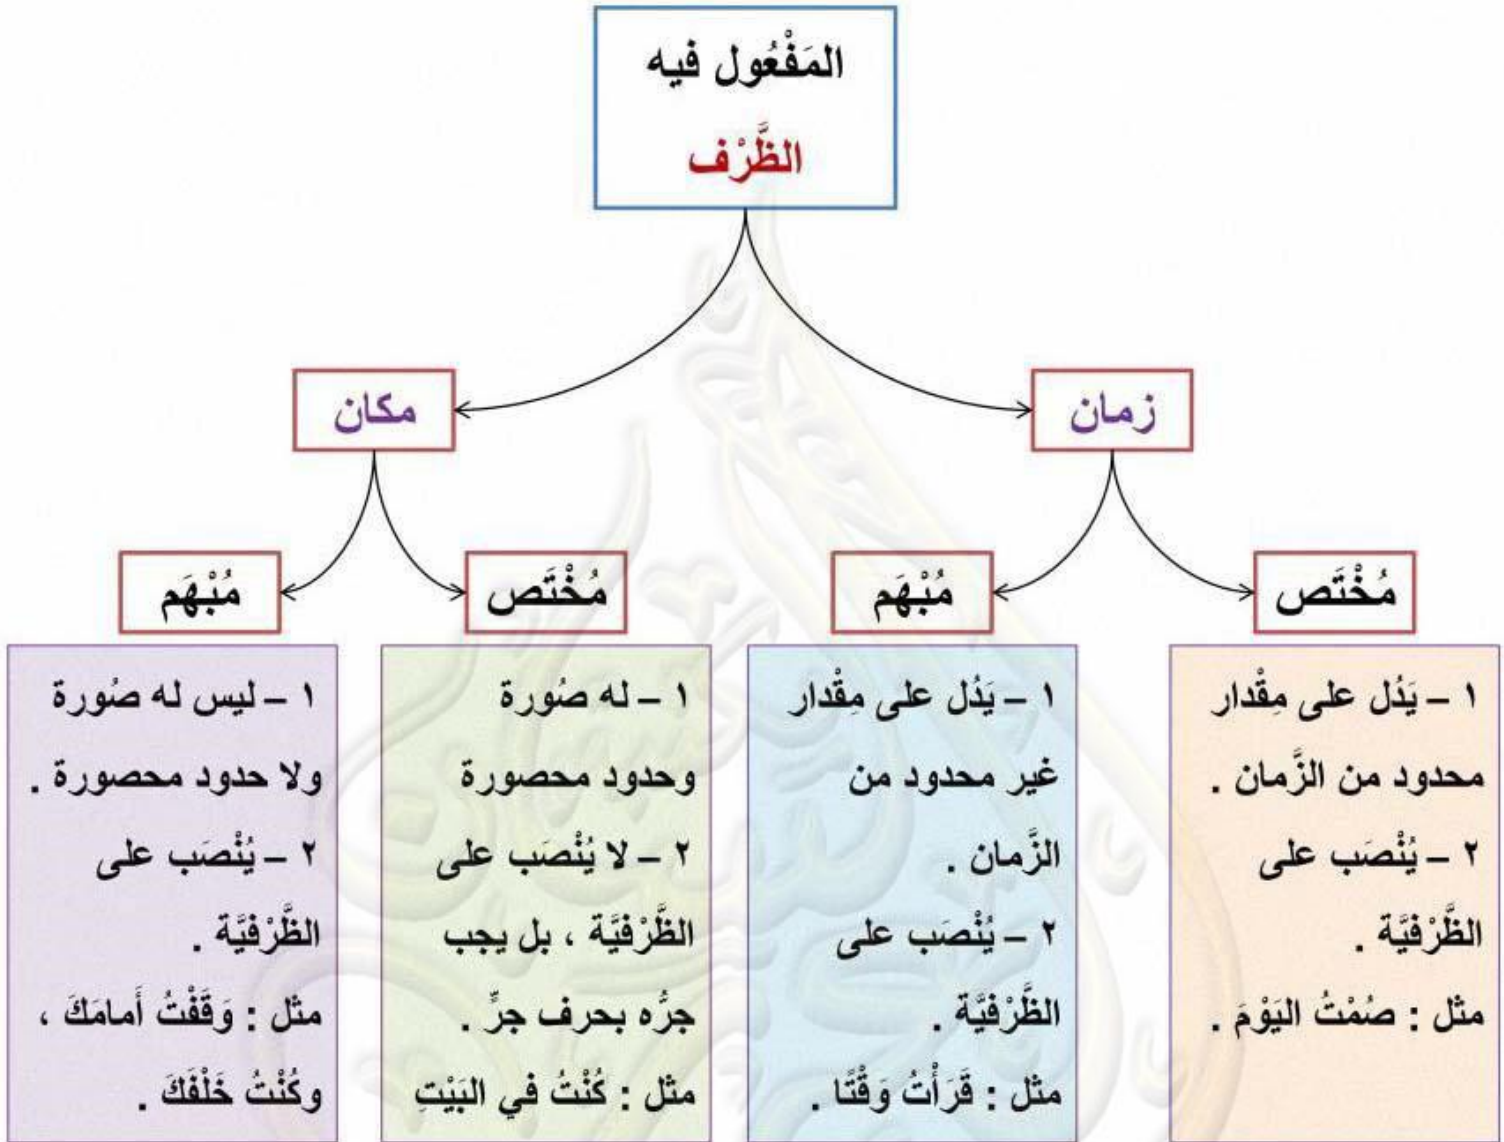 المَفْعُول فيه
الظَّرْف
زمان
مكان
مُخْتَص
مُبْهَم
مُخْتَص
مُبْهَم
١ – يَدُل على مِقْدار
محدود من الزَّمان .
٢ – يُنْصَب على
الظَّرْفيَّة .
مثل : صُمْتُ اليَوْمَ .
١ – يَدُل على مِقْدار
غير محدود من
الزَّمان .
٢ – يُنْصَب على
الظَّرْفيَّة .
مثل : قَرَأْتُ وَقْتًا .
١ – له صُورة
وحدود محصورة
٢ – لا يُنْصَب على
الظَّرْفيَّة ، بل يجب
جرُّه بحرف جرٍّ .
مثل : كُنْتُ في البَيْتِ
١ – ليس له صُورة
ولا حدود محصورة .
٢ – يُنْصَب على
الظَّرْفيَّة .
مثل : وَقَفْتُ أَمامَكَ ،
وكُنْتُ خَلْفَكَ .